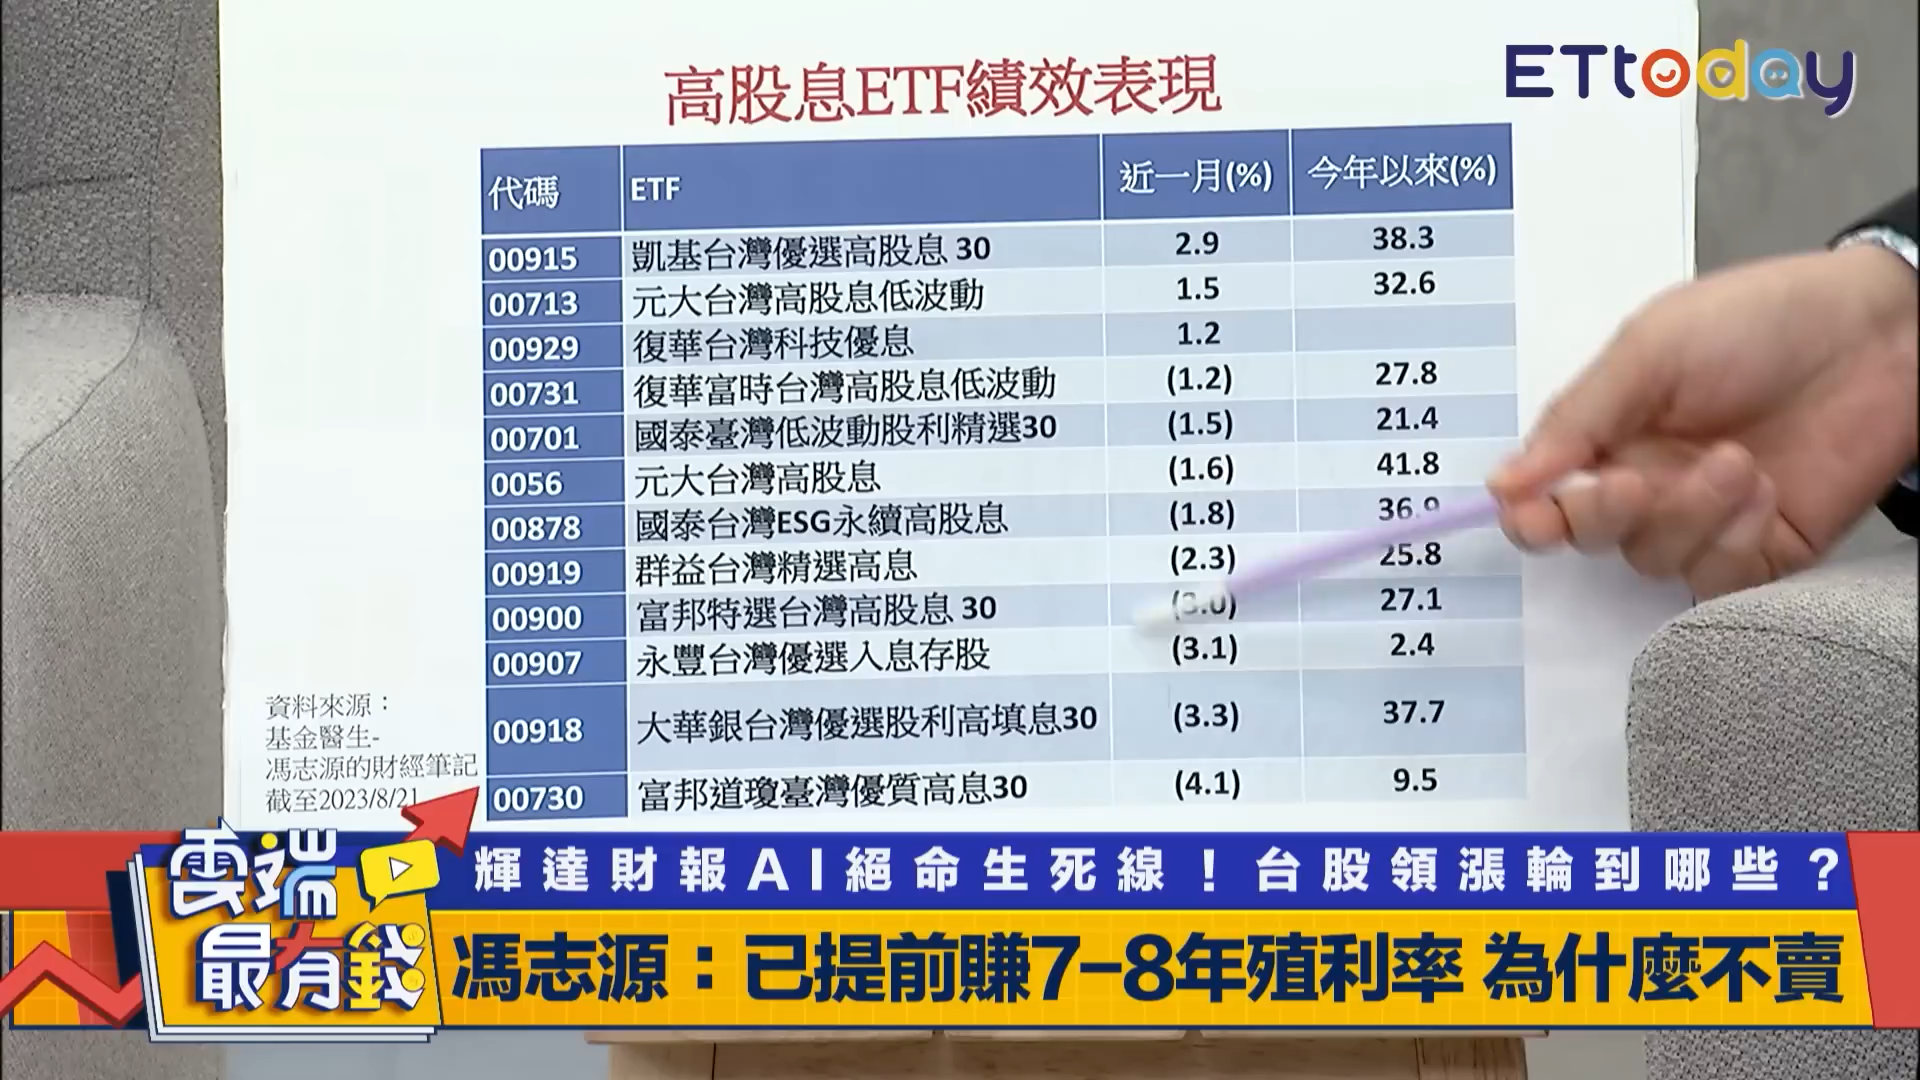 ETtoday
高股息ETF績效表現
代碼 ETF 近一月(%) 今年以來(%)
00915 凱基台灣優選高股息 30 2.9 38.3
00713 元大台灣高股息低波動 1.5 32.6
00929 復華台灣科技優息 1.2
00731 復華富時台灣高股息低波動 (1.2) 27.8
00701 國泰臺灣低波動股利精選30 (1.5) 21.4
0056 元大台灣高股息 (1.6) 41.8
00878 國泰台灣ESG永續高股息 (1.8) 36.9
00919 群益台灣精選高息 (2.3) 25.8
00900 富邦特選台灣高股息 30 (3.0) 27.1
00907 永豐台灣優選入息存股 (3.1) 2.4
00918 大華銀台灣優選股利高填息30 (3.3) 37.7
00730 富邦道瓊臺灣優質高息30 (4.1) 9.5
資料來源：
基金醫生-
馮志源的財經筆記
截至2023/8/21
雲端
最有錢
輝達財報AI絕命生死線！台股領漲輪到哪些？
馮志源：已提前賺7-8年殖利率 為什麼不賣